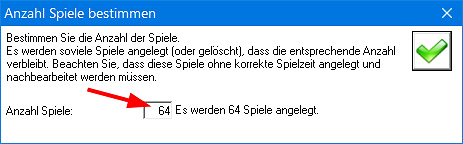 Anzahl Spiele bestimmen
Bestimmen Sie die Anzahl der Spiele.
Es werden soviele Spiele angelegt (oder gelöscht), dass die entsprechende Anzahl
verbleibt. Beachten Sie, dass diese Spiele ohne korrekte Spielzeit angelegt und
nachbearbeitet werden müssen.
Anzahl Spiele: 64 Es werden 64 Spiele angelegt.